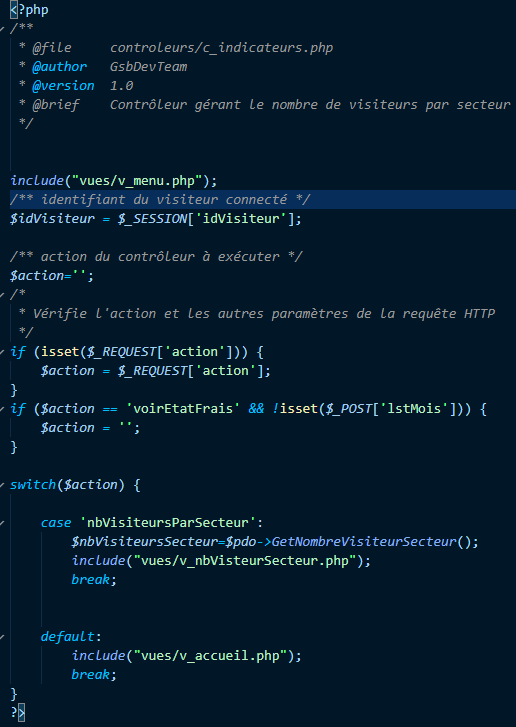 <?php
/**
 * @file     controleurs/c_indicateurs.php
 * @author   GsbDevTeam
 * @version  1.0
 * @brief    Contrôleur gérant le nombre de visiteurs par secteur
 */
include("vues/v_menu.php");
/** identifiant du visiteur connecté */
$idVisiteur = $_SESSION['idVisiteur'];
/** action du contrôleur à exécuter */
$action='';
/*
 * Vérifie l'action et les autres paramètres de la requête HTTP
 */
if (isset($_REQUEST['action'])) {
    $action = $_REQUEST['action'];
}
if ($action == 'voirEtatFrais' && !isset($_POST['lstMois'])) {
    $action = '';
}
switch($action) {
    case 'nbVisiteursParSecteur':
        $nbVisiteursSecteur=$pdo->GetNombreVisiteurSecteur();
        include("vues/v_nbVisteurSecteur.php");
        break;
    default:
        include("vues/v_accueil.php");
        break;
}
?>